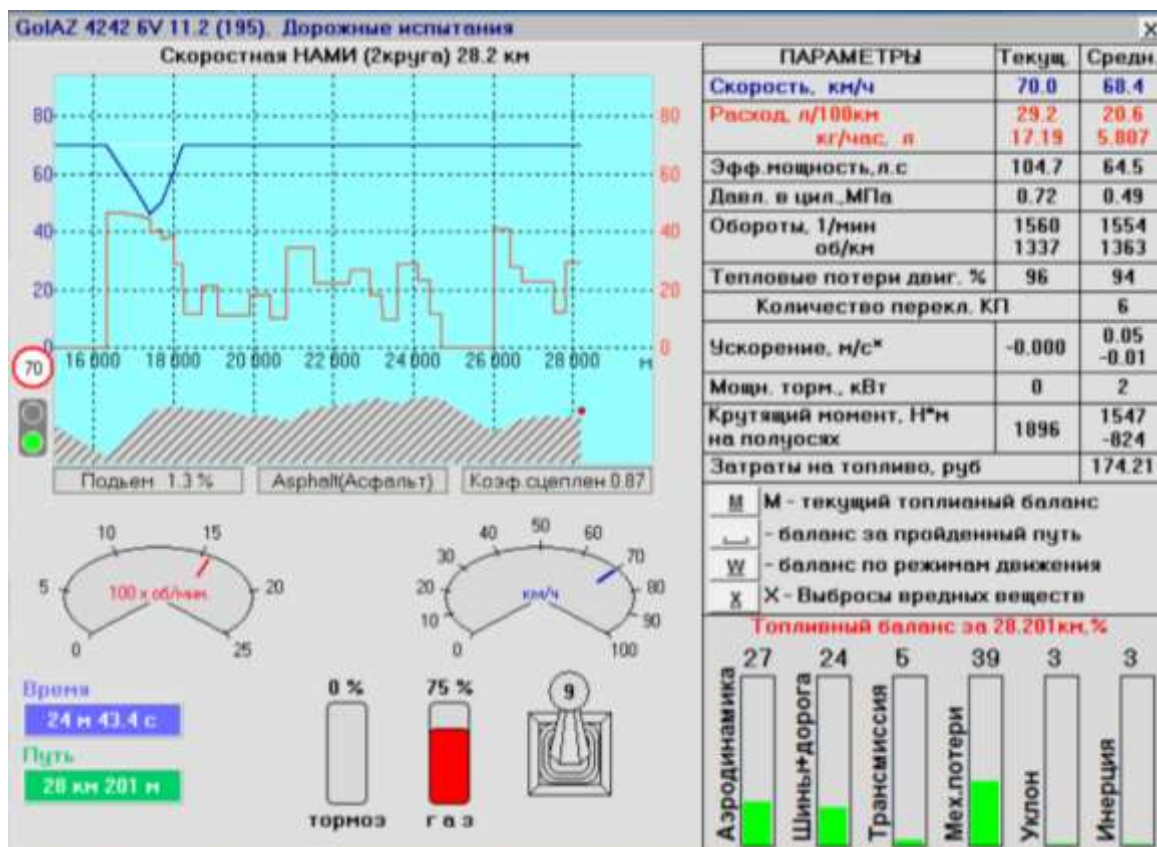 GolAZ 4242 6V 11.2 (195). Дорожные испытания
X
Скоростная НАМИ (2круга) 28.2 км
80
60
40
20
0
80
60
40
20
0
16 000 18 000 20 000 22 000 24 000 26 000 28 000 м
70
Подьем 1.3 %
Asphalt(Асфальт)
Коэф.сцеплен 0.87
ПАРАМЕТРЫ Текущ. Средн.
Скорость, км/ч 70.0 68.4
Расход, л/100км 29.2 20.6
кг/час, л 17.19 5.807
Эфф.мощность,л.с 104.7 64.5
Давл. в цил.,МПа 0.72 0.49
Обороты, 1/мин 1560 1554
об/км 1337 1363
Тепловые потери двиг. % 96 94
Количество перекл. КП 6
Ускорение, м/с* -0.000 0.05
-0.01
Мощн. торм., кВт 0 2
Крутящий момент, Н*м
на полуосях 1896 1547
-824
Затраты на топливо, руб 174.21
M M - текущий топлианый баланс
- баланс за пройденный путь
W - баланс по режимам движения
X X - Выбросы вредных веществ
Топливный баланс за 28.201км,%
27 24 5 39 3 3
Аэродинамика
Шины+дорога
Трансмиссия
Мех.потери
Уклон
Инерция
0 5 10 15 20 25
100 x об/мин.
0 10 20 30 40 50 60 70 80 90 100
км/ч
Время
24 м 43.4 с
Путь
28 км 201 м
0 %
тормоз
75 %
газ
9